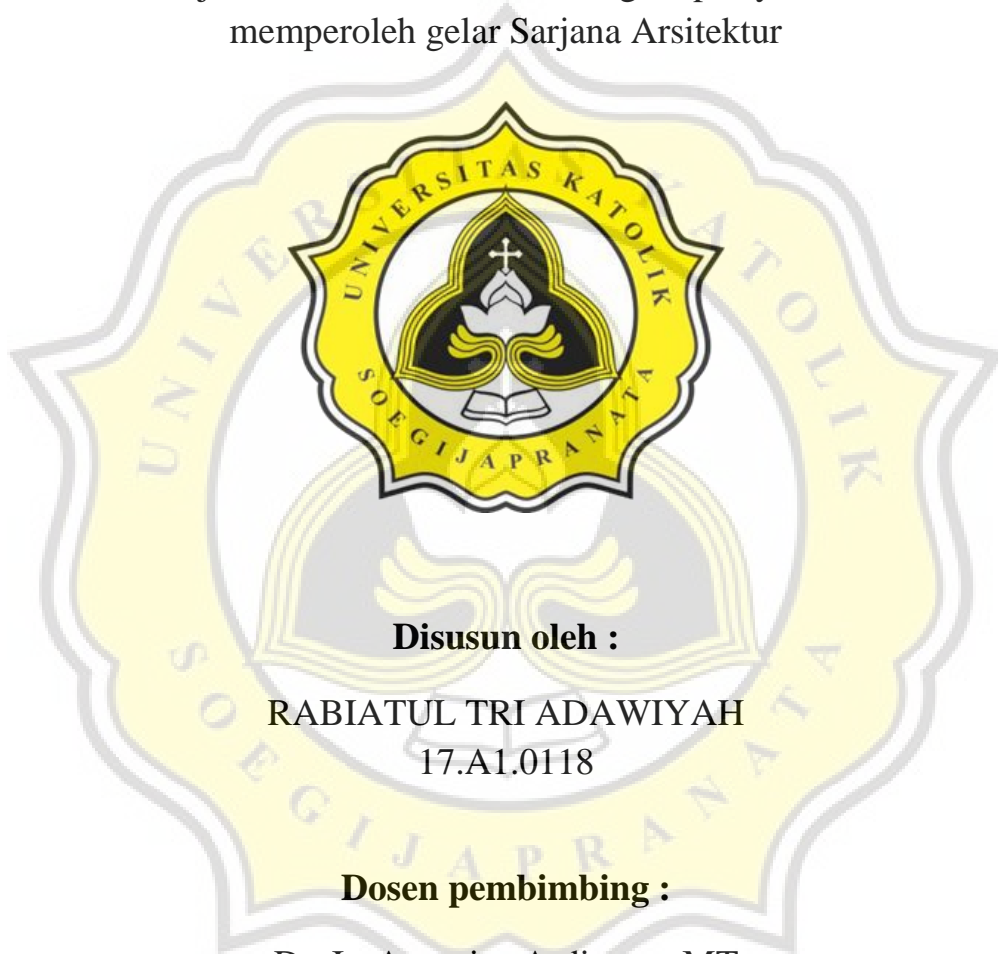 memperoleh gelar Sarjana Arsitektur
UNIVERSITAS KATOLIK
SOEGIJAPRANATA
Disusun oleh :
RABIATUL TRI ADAWIYAH
17.A1.0118
Dosen pembimbing :